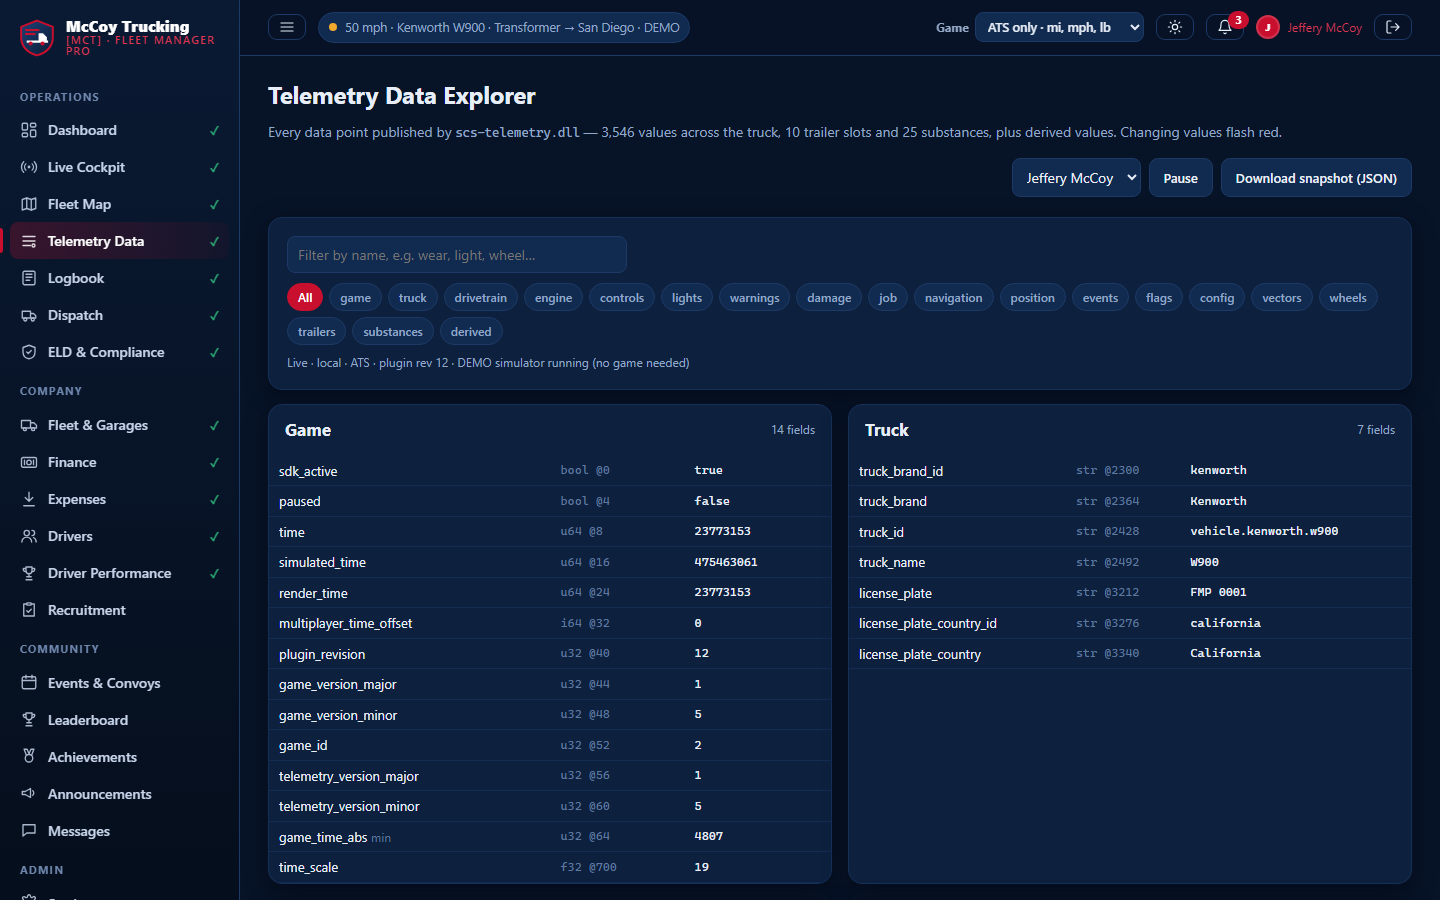 McCoy Trucking
[MCT] · FLEET MANAGER PRO
50 mph · Kenworth W900 · Transformer → San Diego · DEMO
Game
ATS only · mi, mph, lb
3
J
Jeffery McCoy
OPERATIONS
Dashboard ✓
Live Cockpit ✓
Fleet Map ✓
Telemetry Data ✓
Logbook ✓
Dispatch ✓
ELD & Compliance ✓
COMPANY
Fleet & Garages ✓
Finance ✓
Expenses ✓
Drivers ✓
Driver Performance ✓
Recruitment
COMMUNITY
Events & Convoys
Leaderboard
Achievements
Announcements
Messages
ADMIN
Telemetry Data Explorer
Every data point published by scs-telemetry.dll — 3,546 values across the truck, 10 trailer slots and 25 substances, plus derived values. Changing values flash red.
Jeffery McCoy
Pause
Download snapshot (JSON)
Filter by name, e.g. wear, light, wheel...
All game truck drivetrain engine controls lights warnings damage job navigation position events flags config vectors wheels
trailers substances derived
Live · local · ATS · plugin rev 12 · DEMO simulator running (no game needed)
Game 14 fields
sdk_active bool @0 true
paused bool @4 false
time u64 @8 23773153
simulated_time u64 @16 475463061
render_time u64 @24 23773153
multiplayer_time_offset i64 @32 0
plugin_revision u32 @40 12
game_version_major u32 @44 1
game_version_minor u32 @48 5
game_id u32 @52 2
telemetry_version_major u32 @56 1
telemetry_version_minor u32 @60 5
game_time_abs min u32 @64 4807
time_scale f32 @700 19
Truck 7 fields
truck_brand_id str @2300 kenworth
truck_brand str @2364 Kenworth
truck_id str @2428 vehicle.kenworth.w900
truck_name str @2492 W900
license_plate str @3212 FMP 0001
license_plate_country_id str @3276 california
license_plate_country str @3340 California